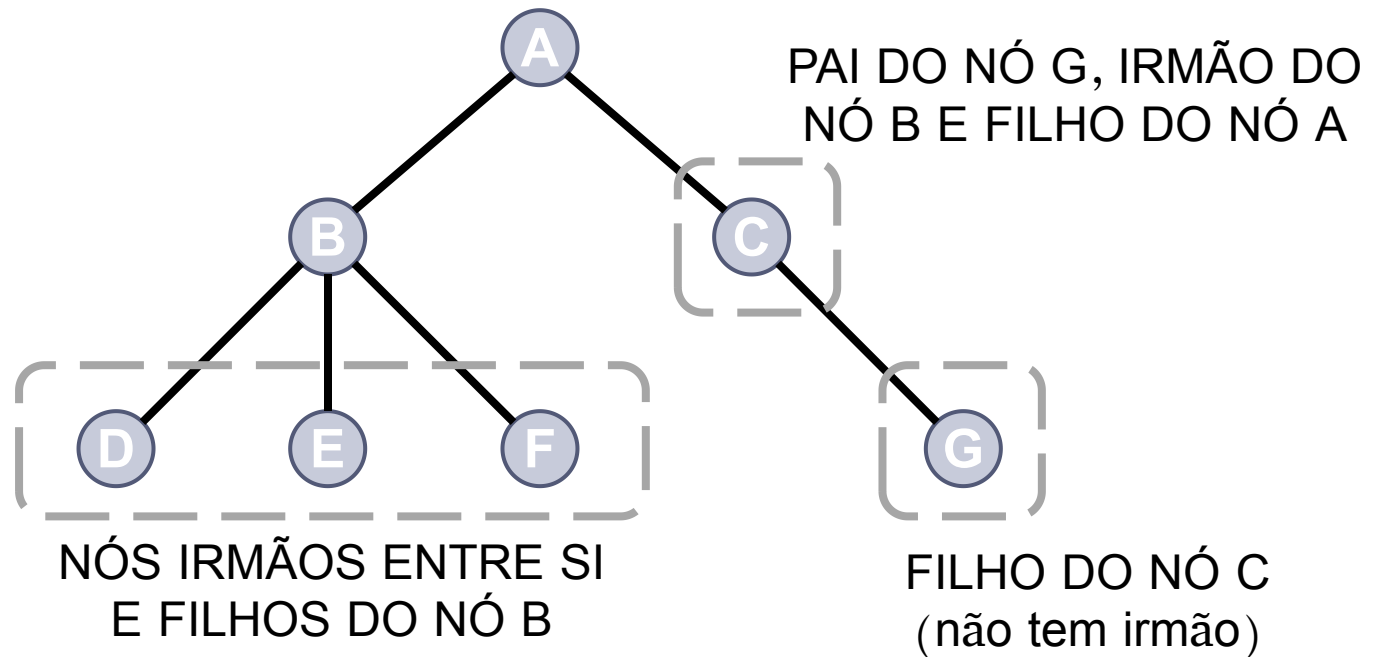 A
PAI DO NÓ G, IRMÃO DO
NÓ B E FILHO DO NÓ A
B
C
D
E
F
G
NÓS IRMÃOS ENTRE SI
E FILHOS DO NÓ B
FILHO DO NÓ C
(não tem irmão)